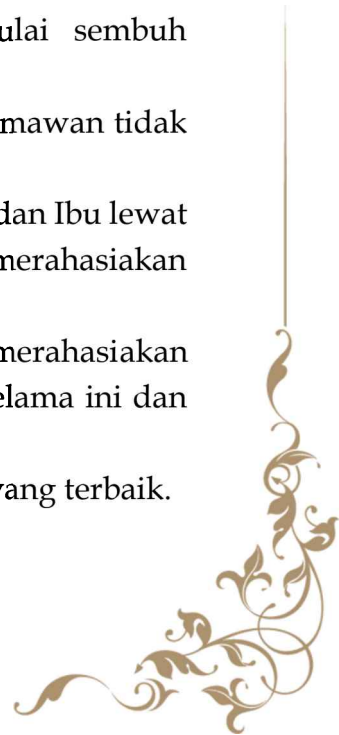 ulai sembuh
mawan tidak
dan Ibu lewat
merahasiakan
merahasiakan
elama ini dan
yang terbaik.